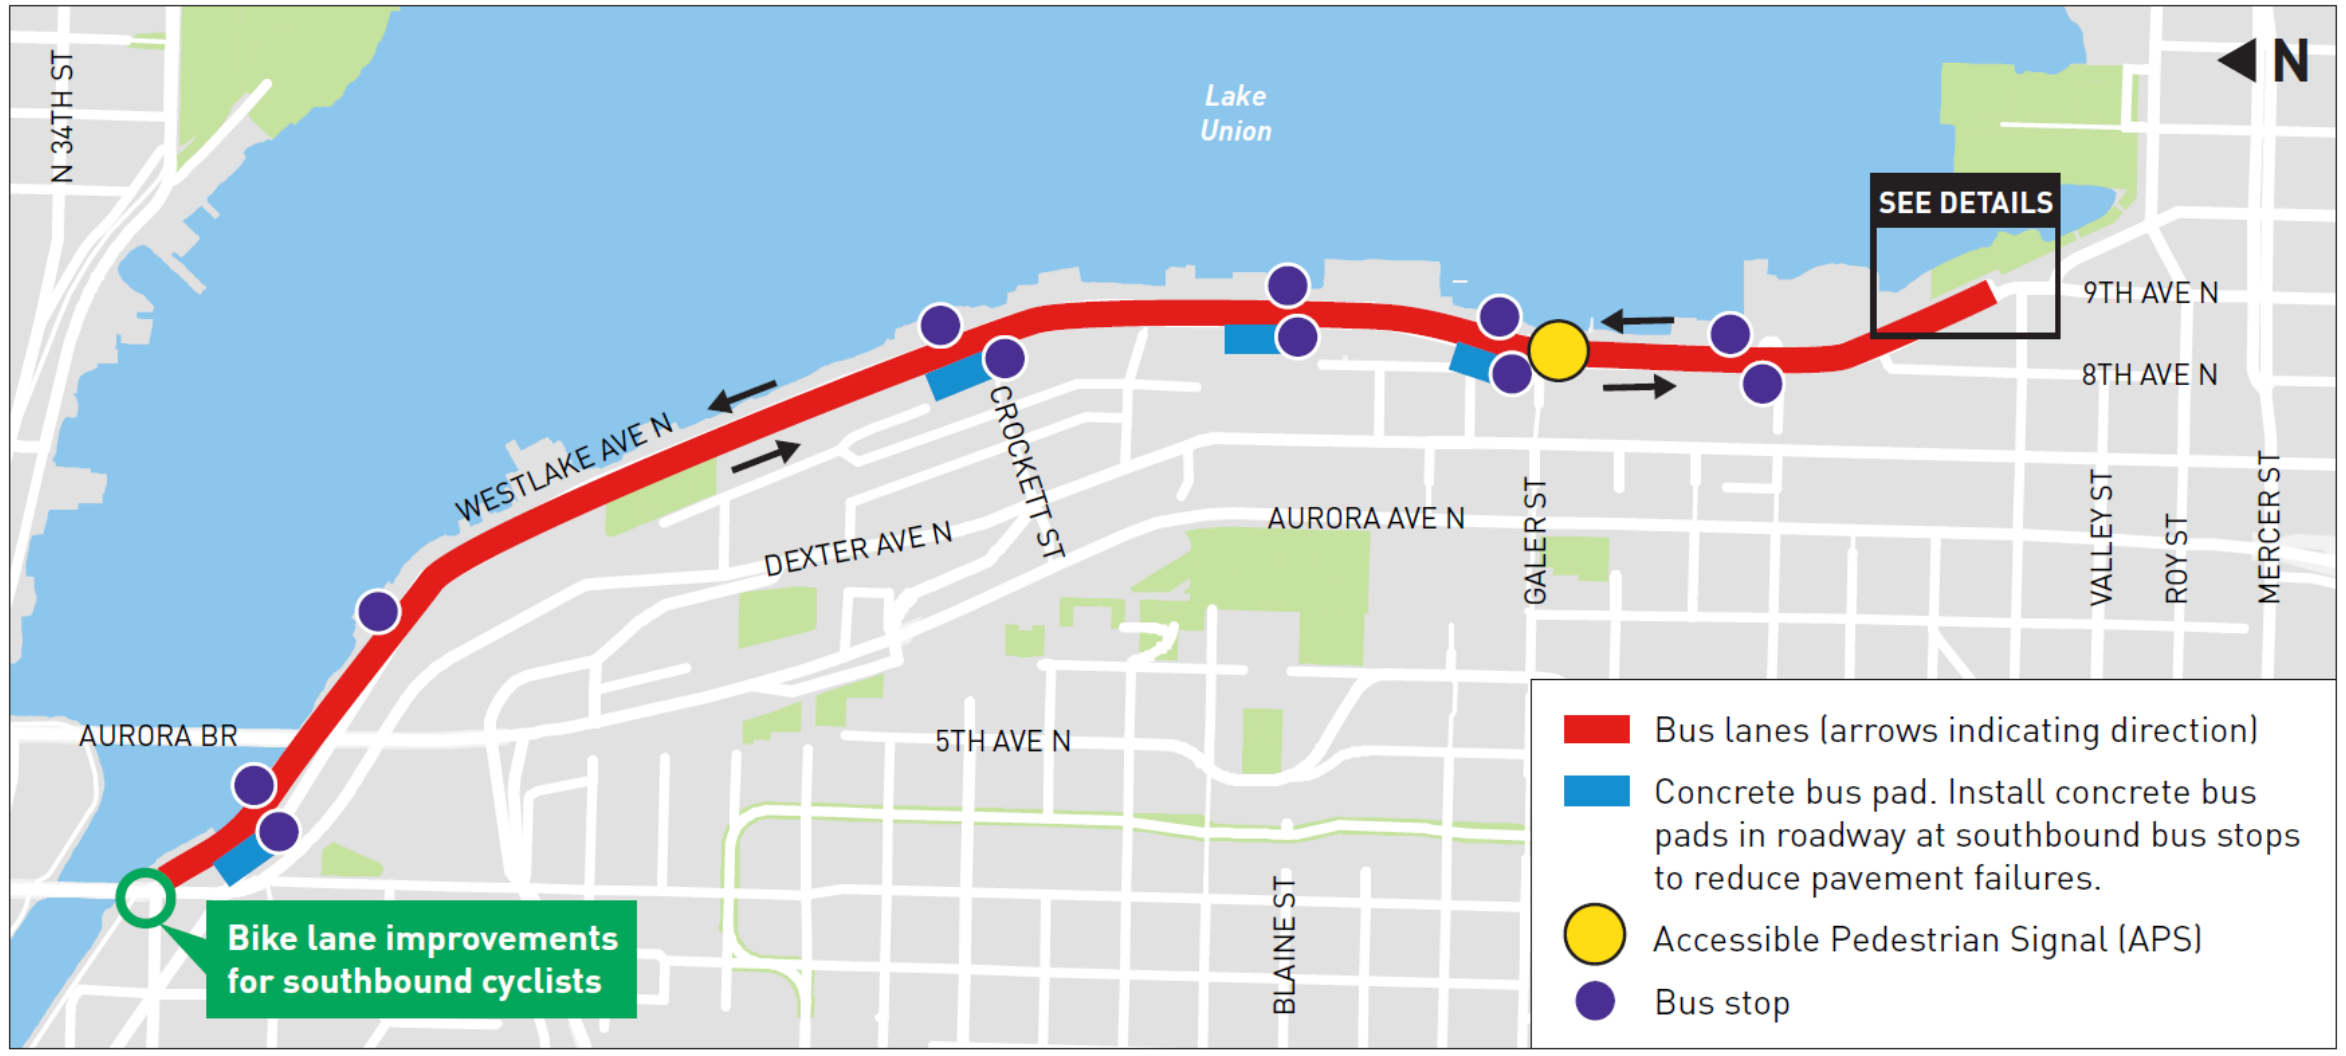 N 34TH ST
Lake
Union
N
SEE DETAILS
9TH AVE N
8TH AVE N
WESTLAKE AVE N
CROCKETT ST
DEXTER AVE N
AURORA AVE N
GALER ST
VALLEY ST
ROY ST
MERCER ST
AURORA BR
5TH AVE N
BLAINE ST
Bike lane improvements
for southbound cyclists
Bus lanes (arrows indicating direction)
Concrete bus pad. Install concrete bus
pads in roadway at southbound bus stops
to reduce pavement failures.
Accessible Pedestrian Signal (APS)
Bus stop